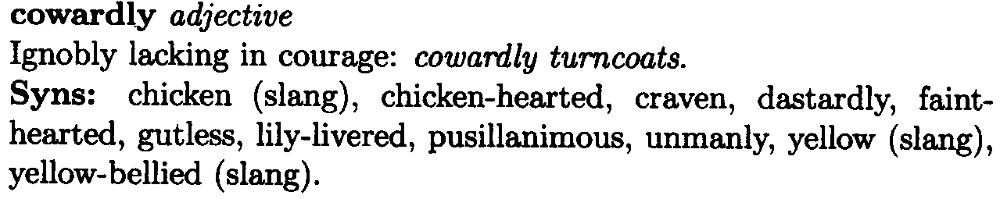 cowardly adjective
Ignobly lacking in courage: cowardly turncoats.
Syns: chicken (slang), chicken-hearted, craven, dastardly, faint-
hearted, gutless, lily-livered, pusillanimous, unmanly, yellow (slang),
yellow-bellied (slang).